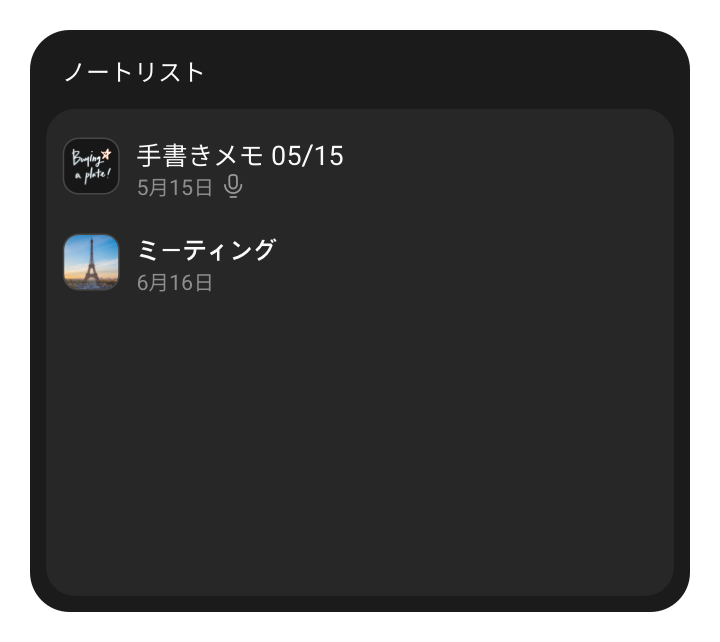 ノートリスト
Buying
a plate!
手書きメモ 05/15
5月15日
ミーティング
6月16日